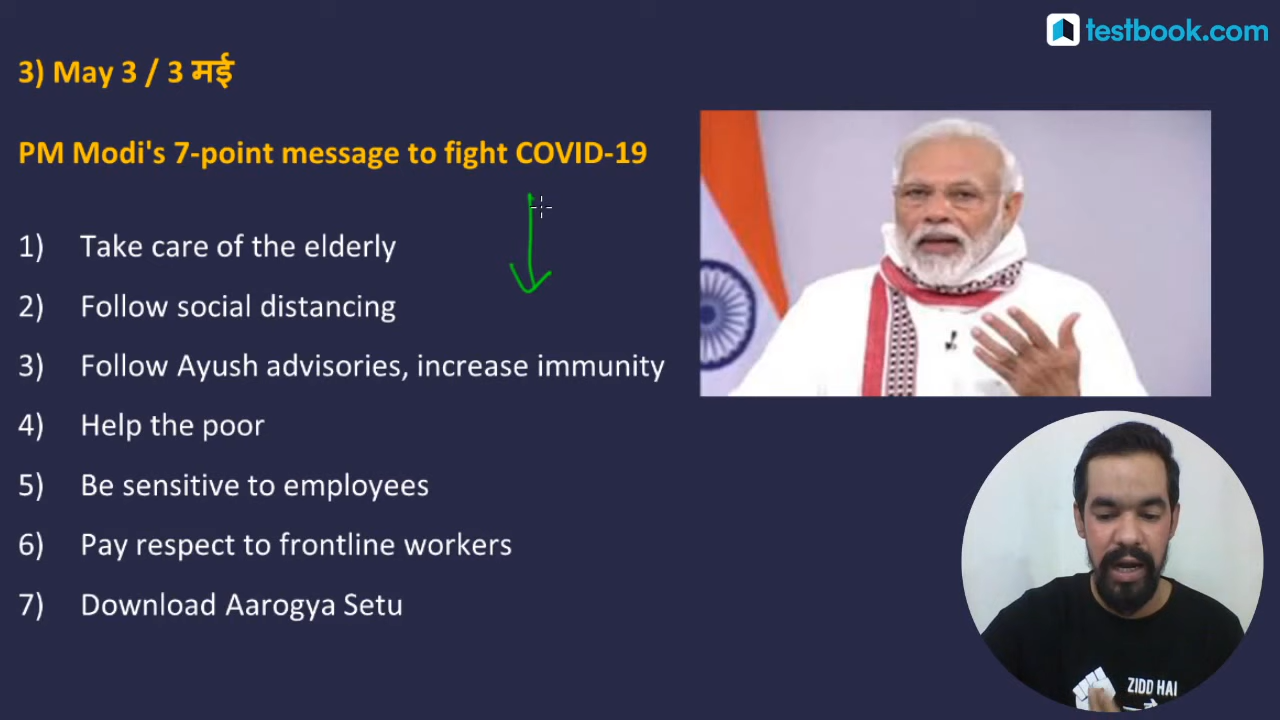 testbook.com
3) May 3 / 3 मई
PM Modi's 7-point message to fight COVID-19
1) Take care of the elderly
2) Follow social distancing
3) Follow Ayush advisories, increase immunity
4) Help the poor
5) Be sensitive to employees
6) Pay respect to frontline workers
7) Download Aarogya Setu
ZIDD HAI